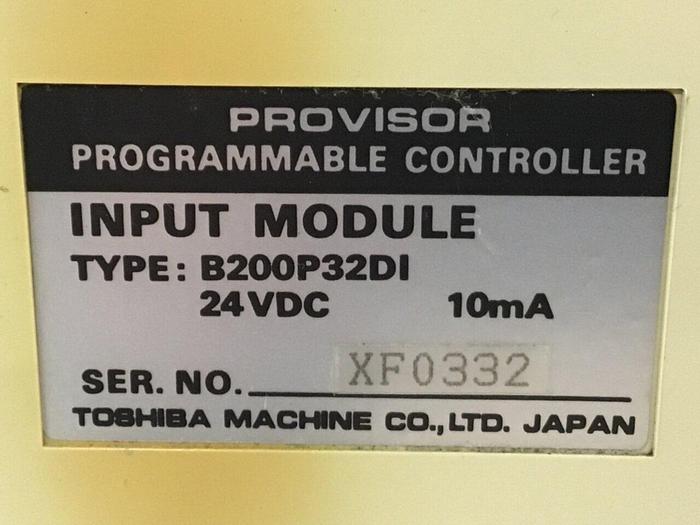 PROVISOR
PROGRAMMABLE CONTROLLER
INPUT MODULE
TYPE: B200P32DI
24VDC 10mA
SER. NO. XF0332
TOSHIBA MACHINE CO.,LTD. JAPAN